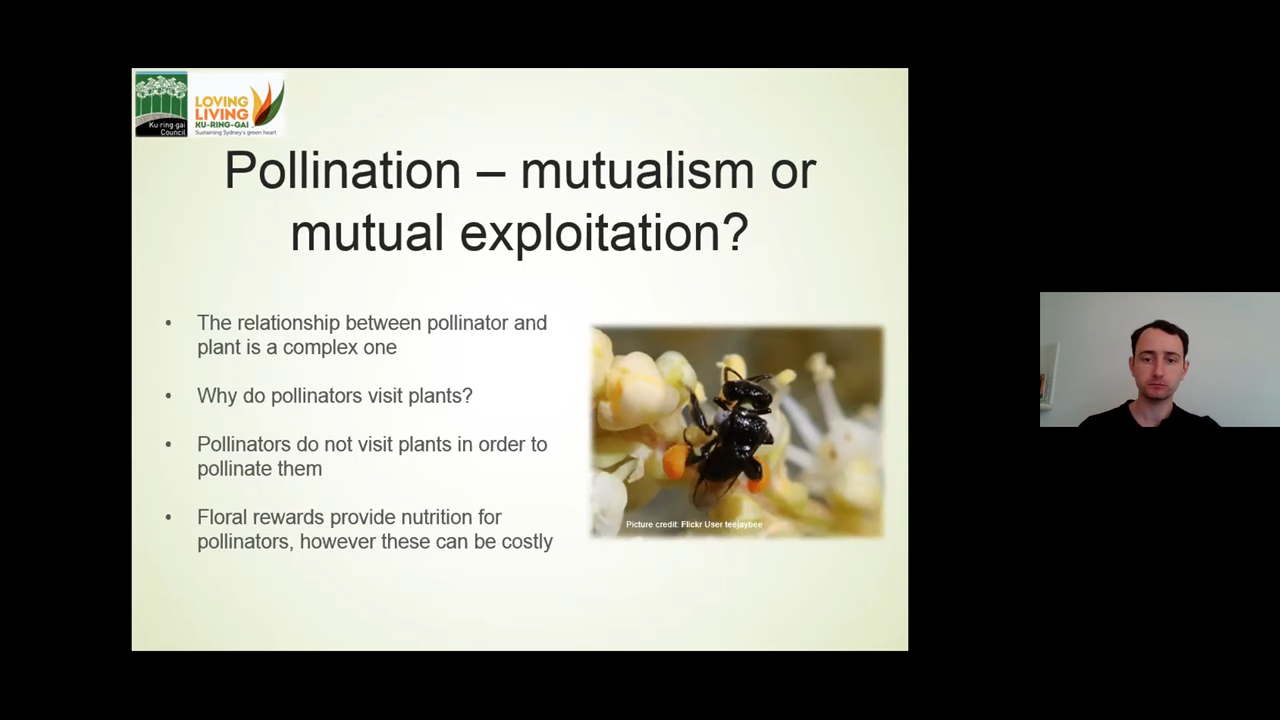 Ku-ring-gai
Council
LOVING
LIVING
KU-RING-GAI
Sustaining Sydney's green heart
Pollination – mutualism or
mutual exploitation?
• The relationship between pollinator and
plant is a complex one
• Why do pollinators visit plants?
• Pollinators do not visit plants in order to
pollinate them
• Floral rewards provide nutrition for
pollinators, however these can be costly
Picture credit: Flickr User teejaybee